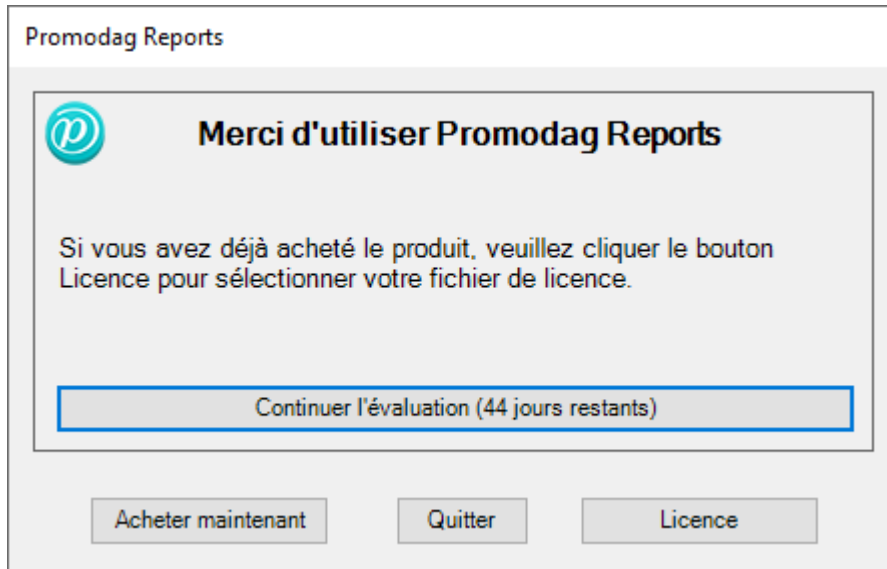 Promodag Reports
Merci d'utiliser Promodag Reports
Si vous avez déjà acheté le produit, veuillez cliquer le bouton
Licence pour sélectionner votre fichier de licence.
Continuer l'évaluation (44 jours restants)
Acheter maintenant
Quitter
Licence